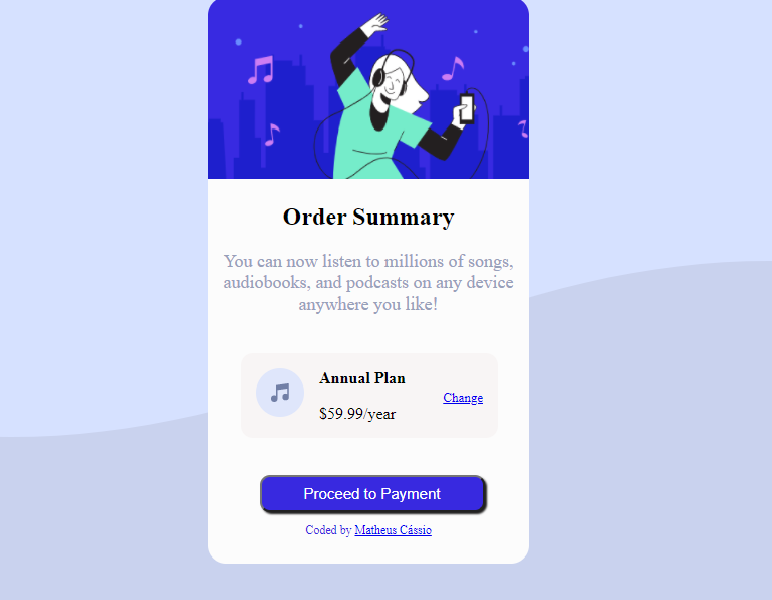 Order Summary
You can now listen to millions of songs,
audiobooks, and podcasts on any device
anywhere you like!
Annual Plan
$59.99/year
Change
Proceed to Payment
Coded by Matheus Cássio